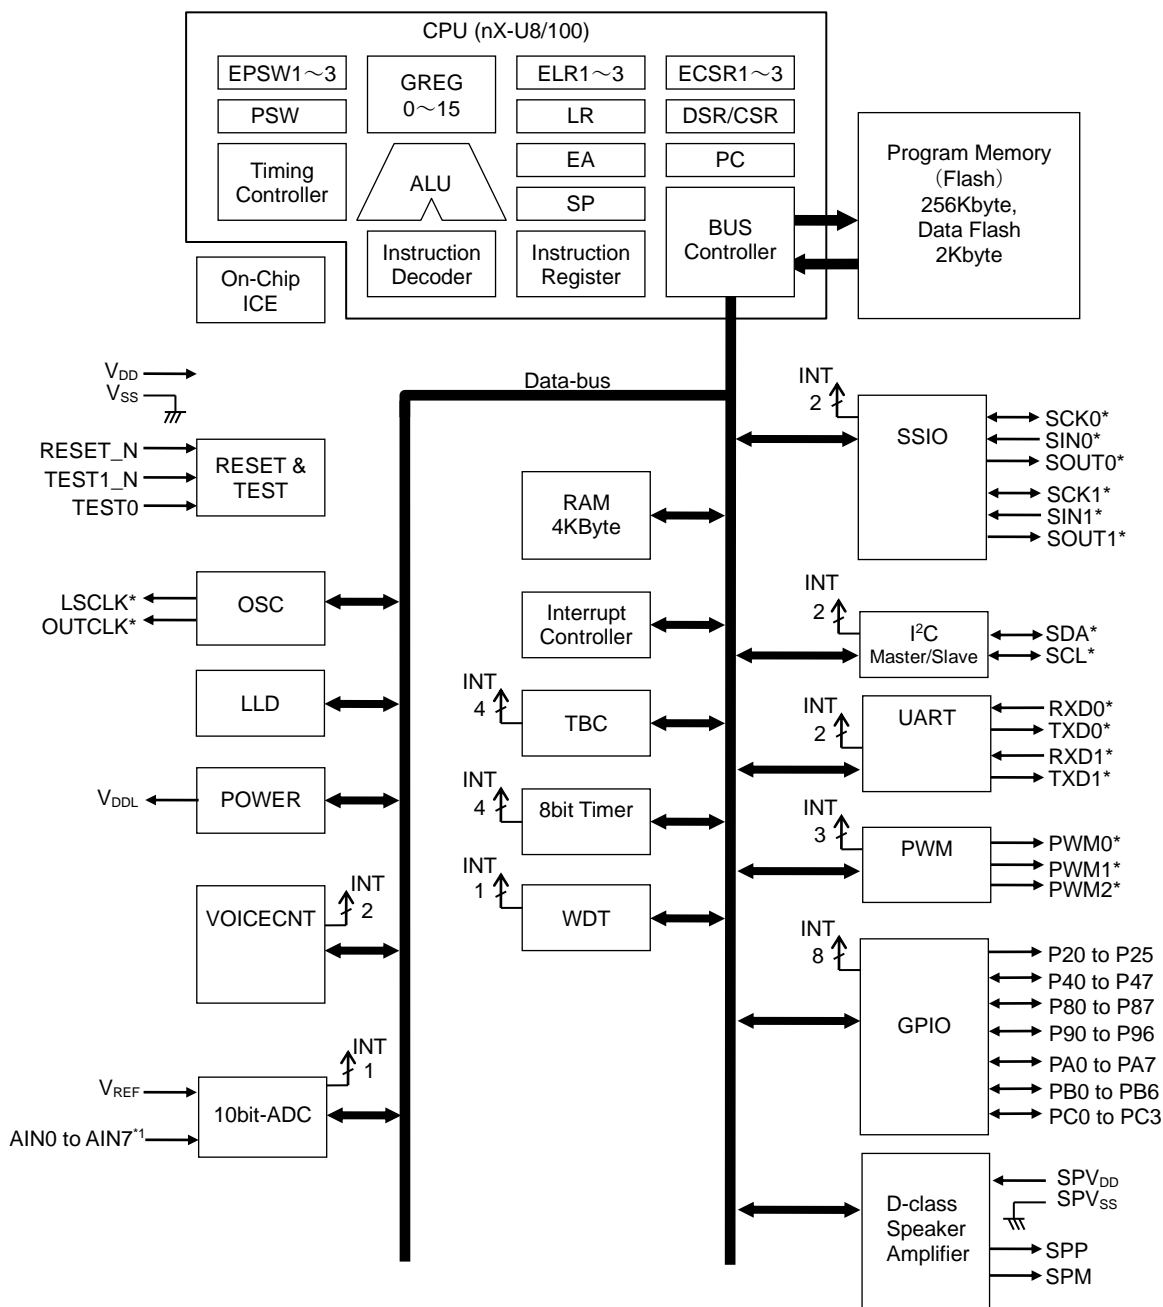 CPU (nX-U8/100)
EPSW1～3
GREG
0～15
ELR1～3
ECSR1～3
PSW
LR
DSR/CSR
Timing
Controller
ALU
EA
PC
SP
BUS
Controller
Instruction
Decoder
Instruction
Register
Program Memory
（Flash）
256Kbyte,
Data Flash
2Kbyte
On-Chip
ICE
VDD
VSS
Data-bus
RESET_N
TEST1_N
TEST0
RESET &
TEST
INT
2
SSIO
SCK0*
SIN0*
SOUT0*
SCK1*
SIN1*
SOUT1*
RAM
4KByte
LSCLK*
OUTCLK*
OSC
Interrupt
Controller
INT
2
I²C
Master/Slave
SDA*
SCL*
LLD
INT
4
TBC
INT
2
UART
RXD0*
TXD0*
RXD1*
TXD1*
VDDL
POWER
INT
4
8bit Timer
INT
3
PWM
PWM0*
PWM1*
PWM2*
VOICECNT
INT
2
INT
1
WDT
INT
8
GPIO
P20 to P25
P40 to P47
P80 to P87
P90 to P96
PA0 to PA7
PB0 to PB6
PC0 to PC3
VREF
AIN0 to AIN7*1
10bit-ADC
INT
1
D-class
Speaker
Amplifier
SPVDD
SPVSS
SPP
SPM